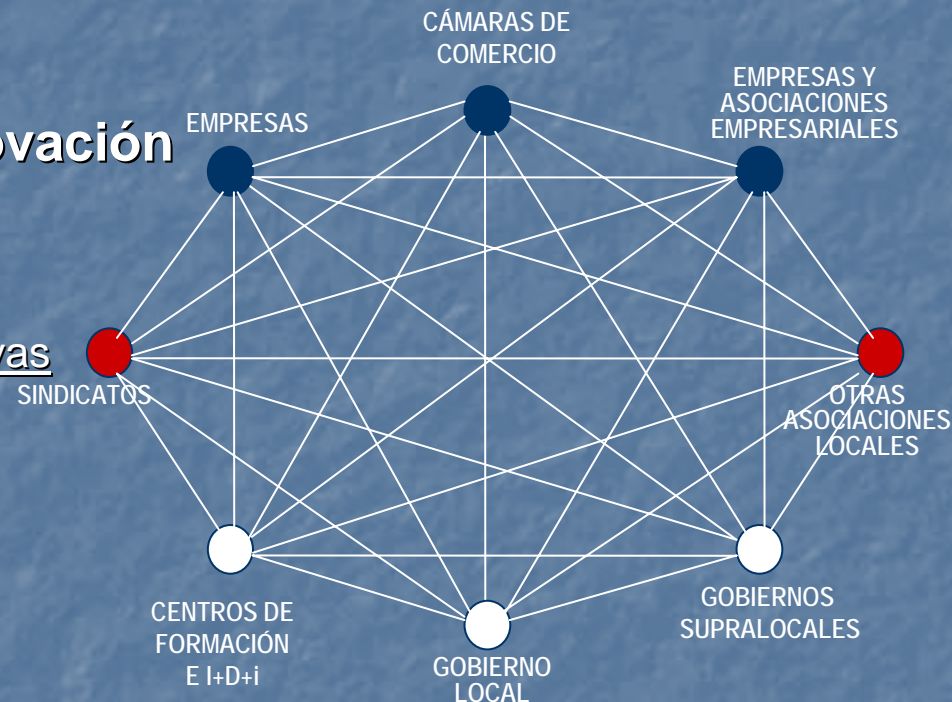 CÁMARAS DE
COMERCIO
EMPRESAS Y
ASOCIACIONES
EMPRESARIALES
EMPRESAS
ovación
vas
SINDICATOS
OTRAS
ASOCIACIONES
LOCALES
CENTROS DE
FORMACIÓN
E I+D+i
GOBIERNO
LOCAL
GOBIERNOS
SUPRALOCALES